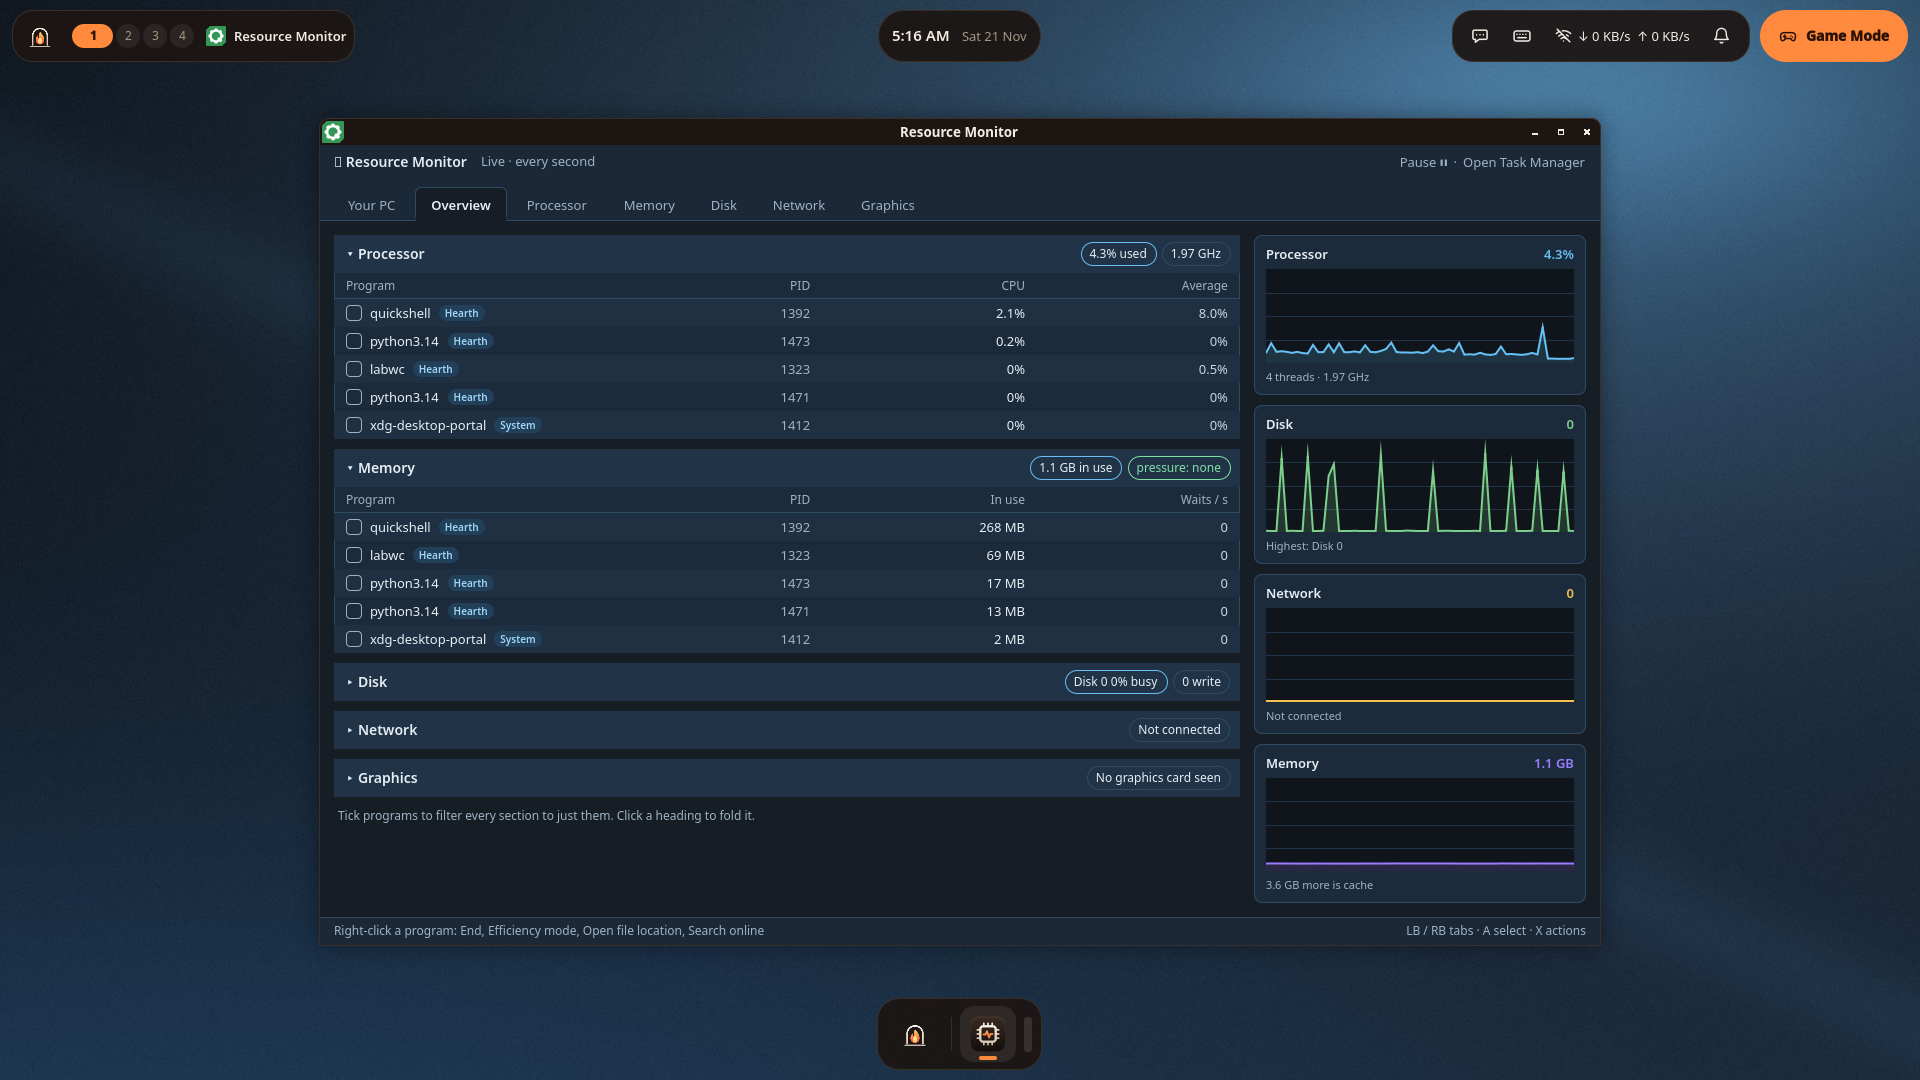 1 2 3 4 Resource Monitor
5:16 AM Sat 21 Nov
↓ 0 KB/s ↑ 0 KB/s
Game Mode
Resource Monitor
Resource Monitor Live · every second
Pause · Open Task Manager
Your PC Overview Processor Memory Disk Network Graphics
Processor 4.3% used 1.97 GHz
Program PID CPU Average
quickshell Hearth 1392 2.1% 8.0%
python3.14 Hearth 1473 0.2% 0%
labwc Hearth 1323 0% 0.5%
python3.14 Hearth 1471 0% 0%
xdg-desktop-portal System 1412 0% 0%
Memory 1.1 GB in use pressure: none
Program PID In use Waits / s
quickshell Hearth 1392 268 MB 0
labwc Hearth 1323 69 MB 0
python3.14 Hearth 1473 17 MB 0
python3.14 Hearth 1471 13 MB 0
xdg-desktop-portal System 1412 2 MB 0
Disk Disk 0 0% busy 0 write
Network Not connected
Graphics No graphics card seen
Tick programs to filter every section to just them. Click a heading to fold it.
Processor 4.3%
4 threads · 1.97 GHz
Disk 0
Highest: Disk 0
Network 0
Not connected
Memory 1.1 GB
3.6 GB more is cache
Right-click a program: End, Efficiency mode, Open file location, Search online
LB / RB tabs · A select · X actions